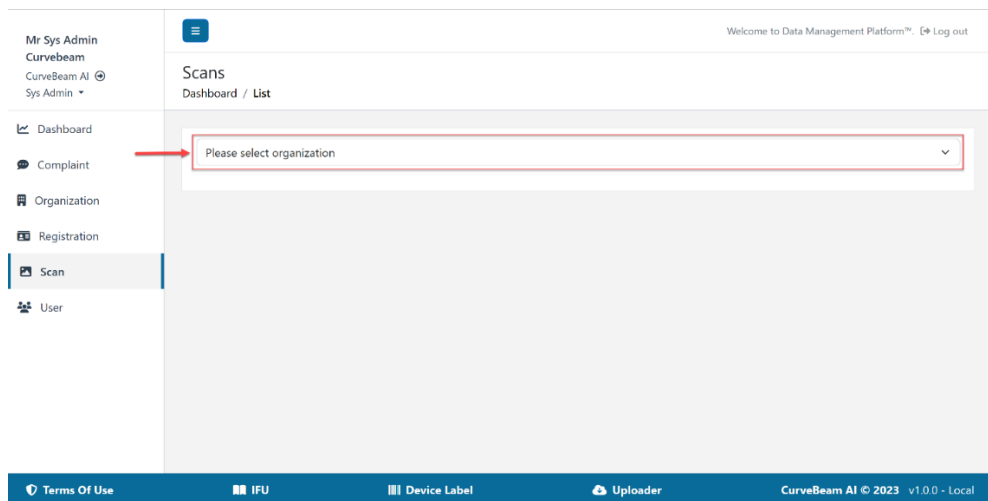 Mr Sys Admin
Curvebeam
CurveBeam AI
Sys Admin
Welcome to Data Management Platform™. Log out
Scans
Dashboard / List
Dashboard
Complaint
Organization
Registration
Scan
User
Please select organization
Terms Of Use
IFU
Device Label
Uploader
CurveBeam AI © 2023 v1.0.0 - Local